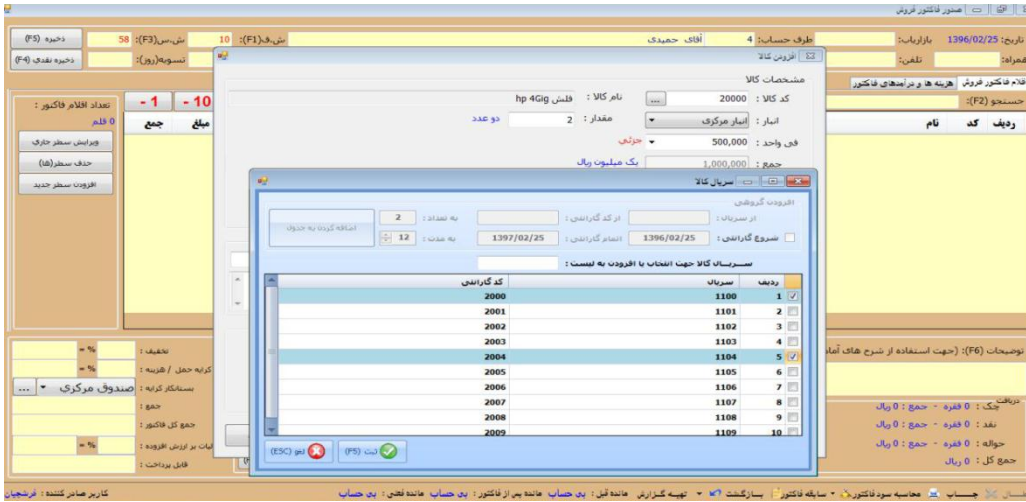 صدور فاکتور فروش
تاریخ: 1396/02/25 بازاریاب: طرف حساب: 4 آقای حمیدی ش.ف(F1): 10 ش.س(F3): 58 ذخیره (F5)
همراه: تلفن: تسویه(روز): ذخیره نقدی (F4)
اقلام فاکتور فروش هزینه ها و درآمدهای فاکتور
جستجو (F2): - 10 - 1
ردیف کد نام مبلغ جمع
تعداد اقلام فاکتور :
0 قلم
ویرایش سطر جاری
حذف سطر(ها)
افزودن سطر جدید
افزودن کالا
مشخصات کالا
کد کالا : 20000 ... نام کالا : فلش hp 4Gig
انبار : انبار مرکزی مقدار : 2 دو عدد
فی واحد : 500,000 جزئی
جمع : 1,000,000 یک میلیون ریال
سریال کالا
افزودن گروهی
از سریال : از کد گارانتی : به تعداد : 2
شروع گارانتی : 1396/02/25 اتمام گارانتی : 1397/02/25 به مدت : 12
اضافه کردن به جدول
ســریــال کالا جهت انتخاب یا افزودن به لیست :
ردیف سریال کد گارانتی
1 1100 2000
2 1101 2001
3 1102 2002
4 1103 2003
5 1104 2004
6 1105 2005
7 1106 2006
8 1107 2007
9 1108 2008
10 1109 2009
ثبت (F5) لغو (ESC)
توضیحات (F6): (جهت استفاده از شرح های آما
دریافت
چک : 0 فقره - جمع : 0 ریال
نقد : 0 فقره - جمع : 0 ریال
حواله : 0 فقره - جمع : 0 ریال
جمع کل : 0 ریال
تخفیف : % =
کرایه حمل / هزینه : % =
بستانکار کرایه : صندوق مرکزی ...
جمع :
جمع کل فاکتور :
لیات بر ارزش افزوده : % =
قابل پرداخت :
حســاب محاسبه سود فاکتور سابقه فاکتور بــازگشت تهیــه گــزارش مانده قبل : بی حساب مانده پس از فاکتور : بی حساب مانده فعلی : بی حساب
کاربر صادر کننده : فرشچیان